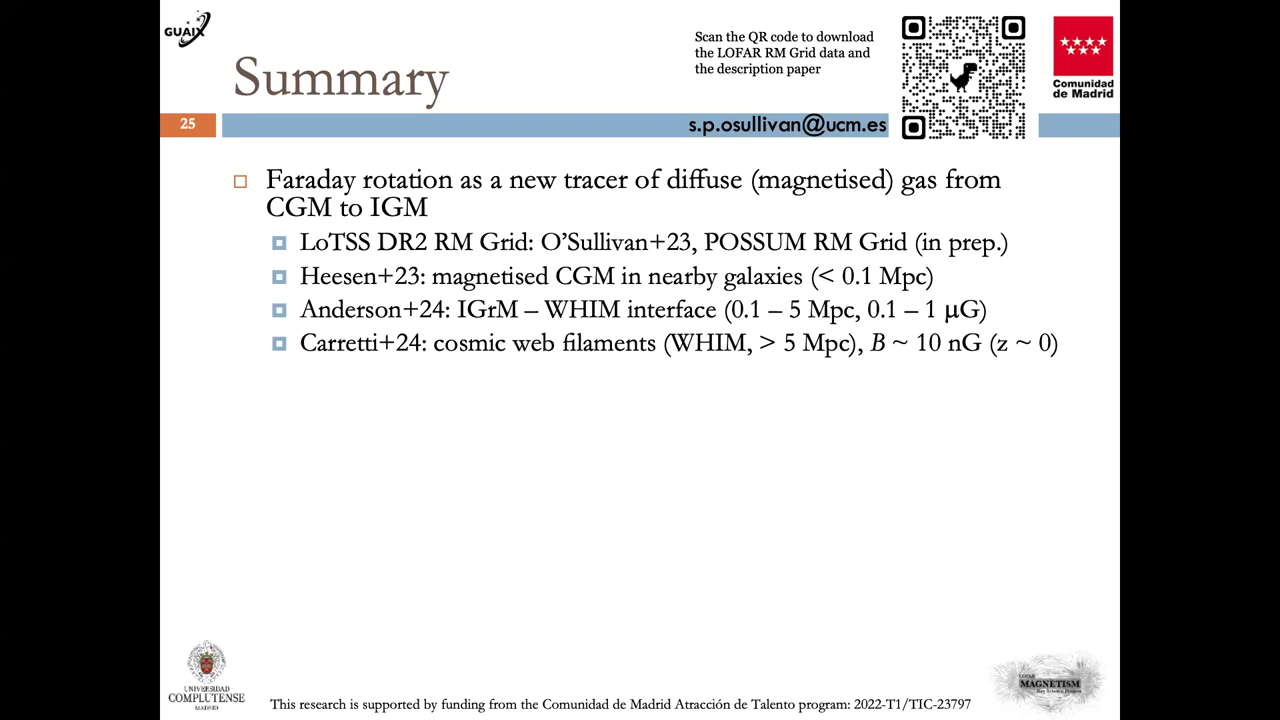 GUAIX
Summary
Scan the QR code to download
the LOFAR RM Grid data and
the description paper
Comunidad
de Madrid
25
s.p.osullivan@ucm.es
Faraday rotation as a new tracer of diffuse (magnetised) gas from
CGM to IGM
LoTSS DR2 RM Grid: O’Sullivan+23, POSSUM RM Grid (in prep.)
Heesen+23: magnetised CGM in nearby galaxies (< 0.1 Mpc)
Anderson+24: IGrM – WHIM interface (0.1 – 5 Mpc, 0.1 – 1 μG)
Carretti+24: cosmic web filaments (WHIM, > 5 Mpc), B ~ 10 nG (z ~ 0)
UNIVERSIDAD
COMPLUTENSE
MADRID
LOFAR
MAGNETISM
Key Science Project
This research is supported by funding from the Comunidad de Madrid Atracción de Talento program: 2022-T1/TIC-23797